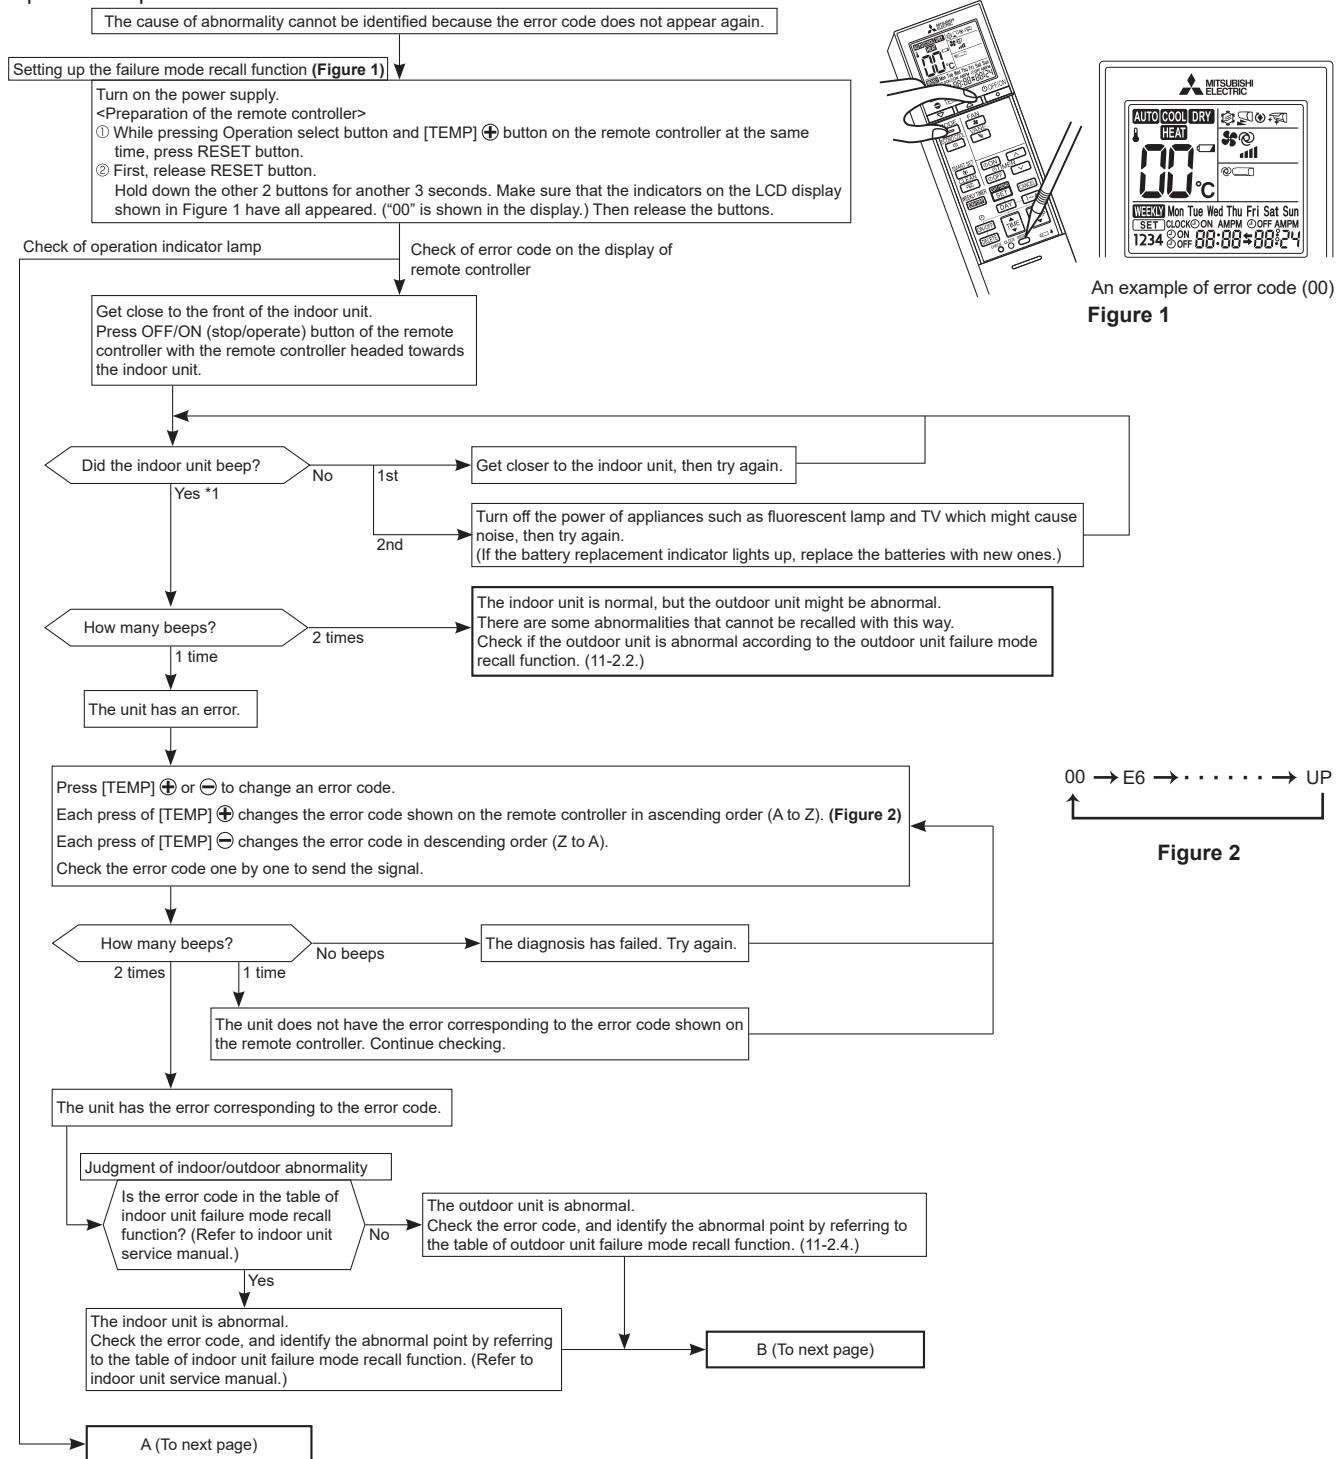 The cause of abnormality cannot be identified because the error code does not appear again.
Setting up the failure mode recall function (Figure 1)
Turn on the power supply.
<Preparation of the remote controller>
① While pressing Operation select button and [TEMP] ⊕ button on the remote controller at the same
time, press RESET button.
② First, release RESET button.
Hold down the other 2 buttons for another 3 seconds. Make sure that the indicators on the LCD display
shown in Figure 1 have all appeared. (“00” is shown in the display.) Then release the buttons.
MITSUBISHI
ELECTRIC
AUTO COOL DRY
HEAT
00°C
WEEKLY Mon Tue Wed Thu Fri Sat Sun
SET CLOCK ON AMPM OFF AMPM
1234 ON OFF 88:88 88:24
An example of error code (00)
Figure 1
Check of operation indicator lamp
Check of error code on the display of
remote controller
Get close to the front of the indoor unit.
Press OFF/ON (stop/operate) button of the remote
controller with the remote controller headed towards
the indoor unit.
Did the indoor unit beep?
No
1st
Get closer to the indoor unit, then try again.
Yes *1
2nd
Turn off the power of appliances such as fluorescent lamp and TV which might cause
noise, then try again.
(If the battery replacement indicator lights up, replace the batteries with new ones.)
How many beeps?
2 times
The indoor unit is normal, but the outdoor unit might be abnormal.
There are some abnormalities that cannot be recalled with this way.
Check if the outdoor unit is abnormal according to the outdoor unit failure mode
recall function. (11-2.2.)
1 time
The unit has an error.
Press [TEMP] ⊕ or ⊖ to change an error code.
Each press of [TEMP] ⊕ changes the error code shown on the remote controller in ascending order (A to Z). (Figure 2)
Each press of [TEMP] ⊖ changes the error code in descending order (Z to A).
Check the error code one by one to send the signal.
00 → E6 → · · · · · · → UP
Figure 2
How many beeps?
No beeps
The diagnosis has failed. Try again.
2 times
1 time
The unit does not have the error corresponding to the error code shown on
the remote controller. Continue checking.
The unit has the error corresponding to the error code.
Judgment of indoor/outdoor abnormality
Is the error code in the table of
indoor unit failure mode recall
function? (Refer to indoor unit
service manual.)
No
The outdoor unit is abnormal.
Check the error code, and identify the abnormal point by referring to
the table of outdoor unit failure mode recall function. (11-2.4.)
Yes
The indoor unit is abnormal.
Check the error code, and identify the abnormal point by referring
to the table of indoor unit failure mode recall function. (Refer to
indoor unit service manual.)
B (To next page)
A (To next page)